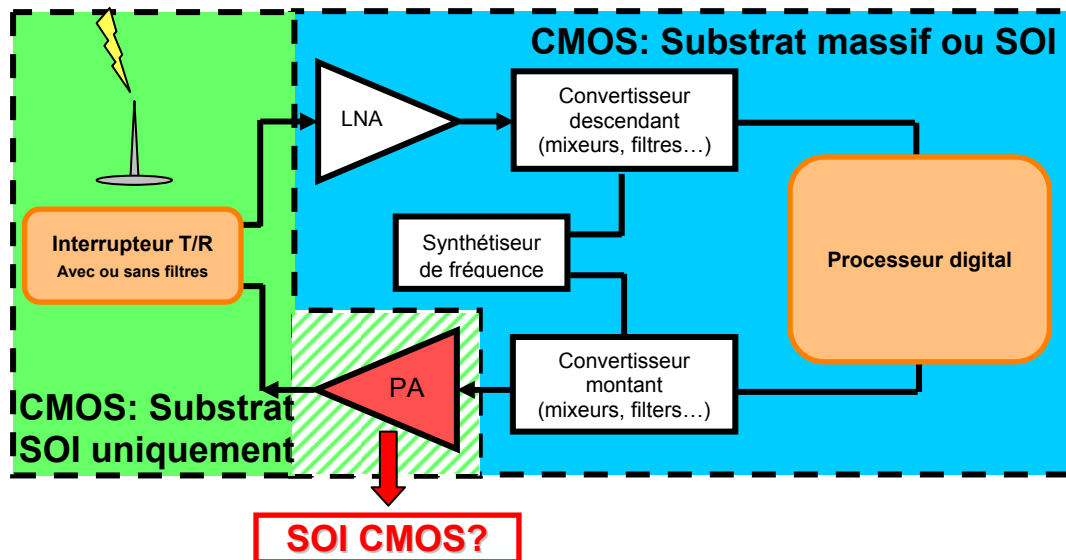 CMOS: Substrat massif ou SOI
LNA
Convertisseur
descendant
(mixeurs, filtres…)
Interrupteur T/R
Avec ou sans filtres
Synthétiseur
de fréquence
Processeur digital
PA
Convertisseur
montant
(mixeurs, filters…)
CMOS: Substrat
SOI uniquement
SOI CMOS?